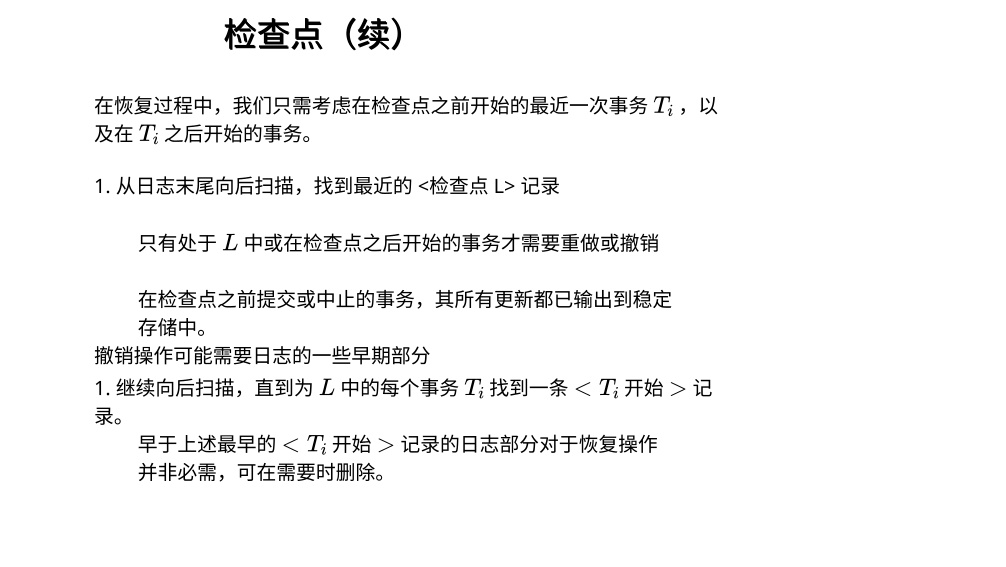 检查点（续）
在恢复过程中，我们只需考虑在检查点之前开始的最近一次事务 Tᵢ ，以
及在 Tᵢ 之后开始的事务。
1. 从日志末尾向后扫描，找到最近的 <检查点 L> 记录
只有处于 L 中或在检查点之后开始的事务才需要重做或撤销
在检查点之前提交或中止的事务，其所有更新都已输出到稳定
存储中。
撤销操作可能需要日志的一些早期部分
1. 继续向后扫描，直到为 L 中的每个事务 Tᵢ 找到一条 < Tᵢ 开始 > 记
录。
早于上述最早的 < Tᵢ 开始 > 记录的日志部分对于恢复操作
并非必需，可在需要时删除。